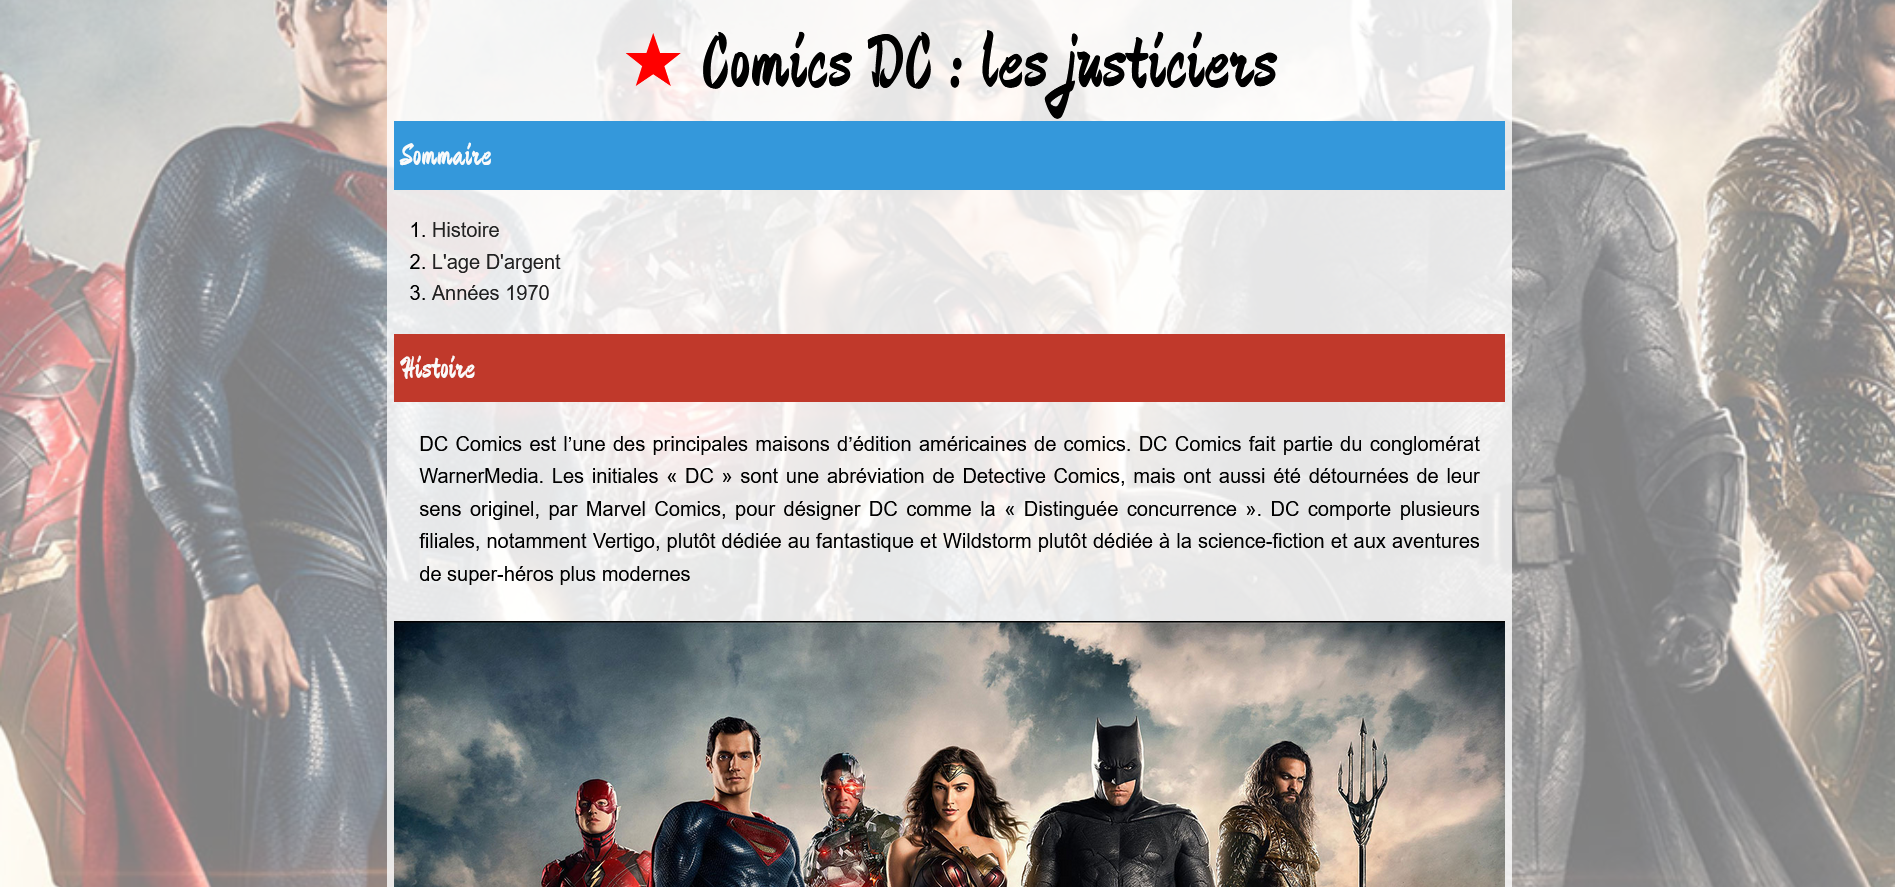 ★ Comics DC : les justiciers
Sommaire
1. Histoire
2. L'age D'argent
3. Années 1970
Histoire
DC Comics est l’une des principales maisons d’édition américaines de comics. DC Comics fait partie du conglomérat
WarnerMedia. Les initiales « DC » sont une abréviation de Detective Comics, mais ont aussi été détournées de leur
sens originel, par Marvel Comics, pour désigner DC comme la « Distinguée concurrence ». DC comporte plusieurs
filiales, notamment Vertigo, plutôt dédiée au fantastique et Wildstorm plutôt dédiée à la science-fiction et aux aventures
de super-héros plus modernes